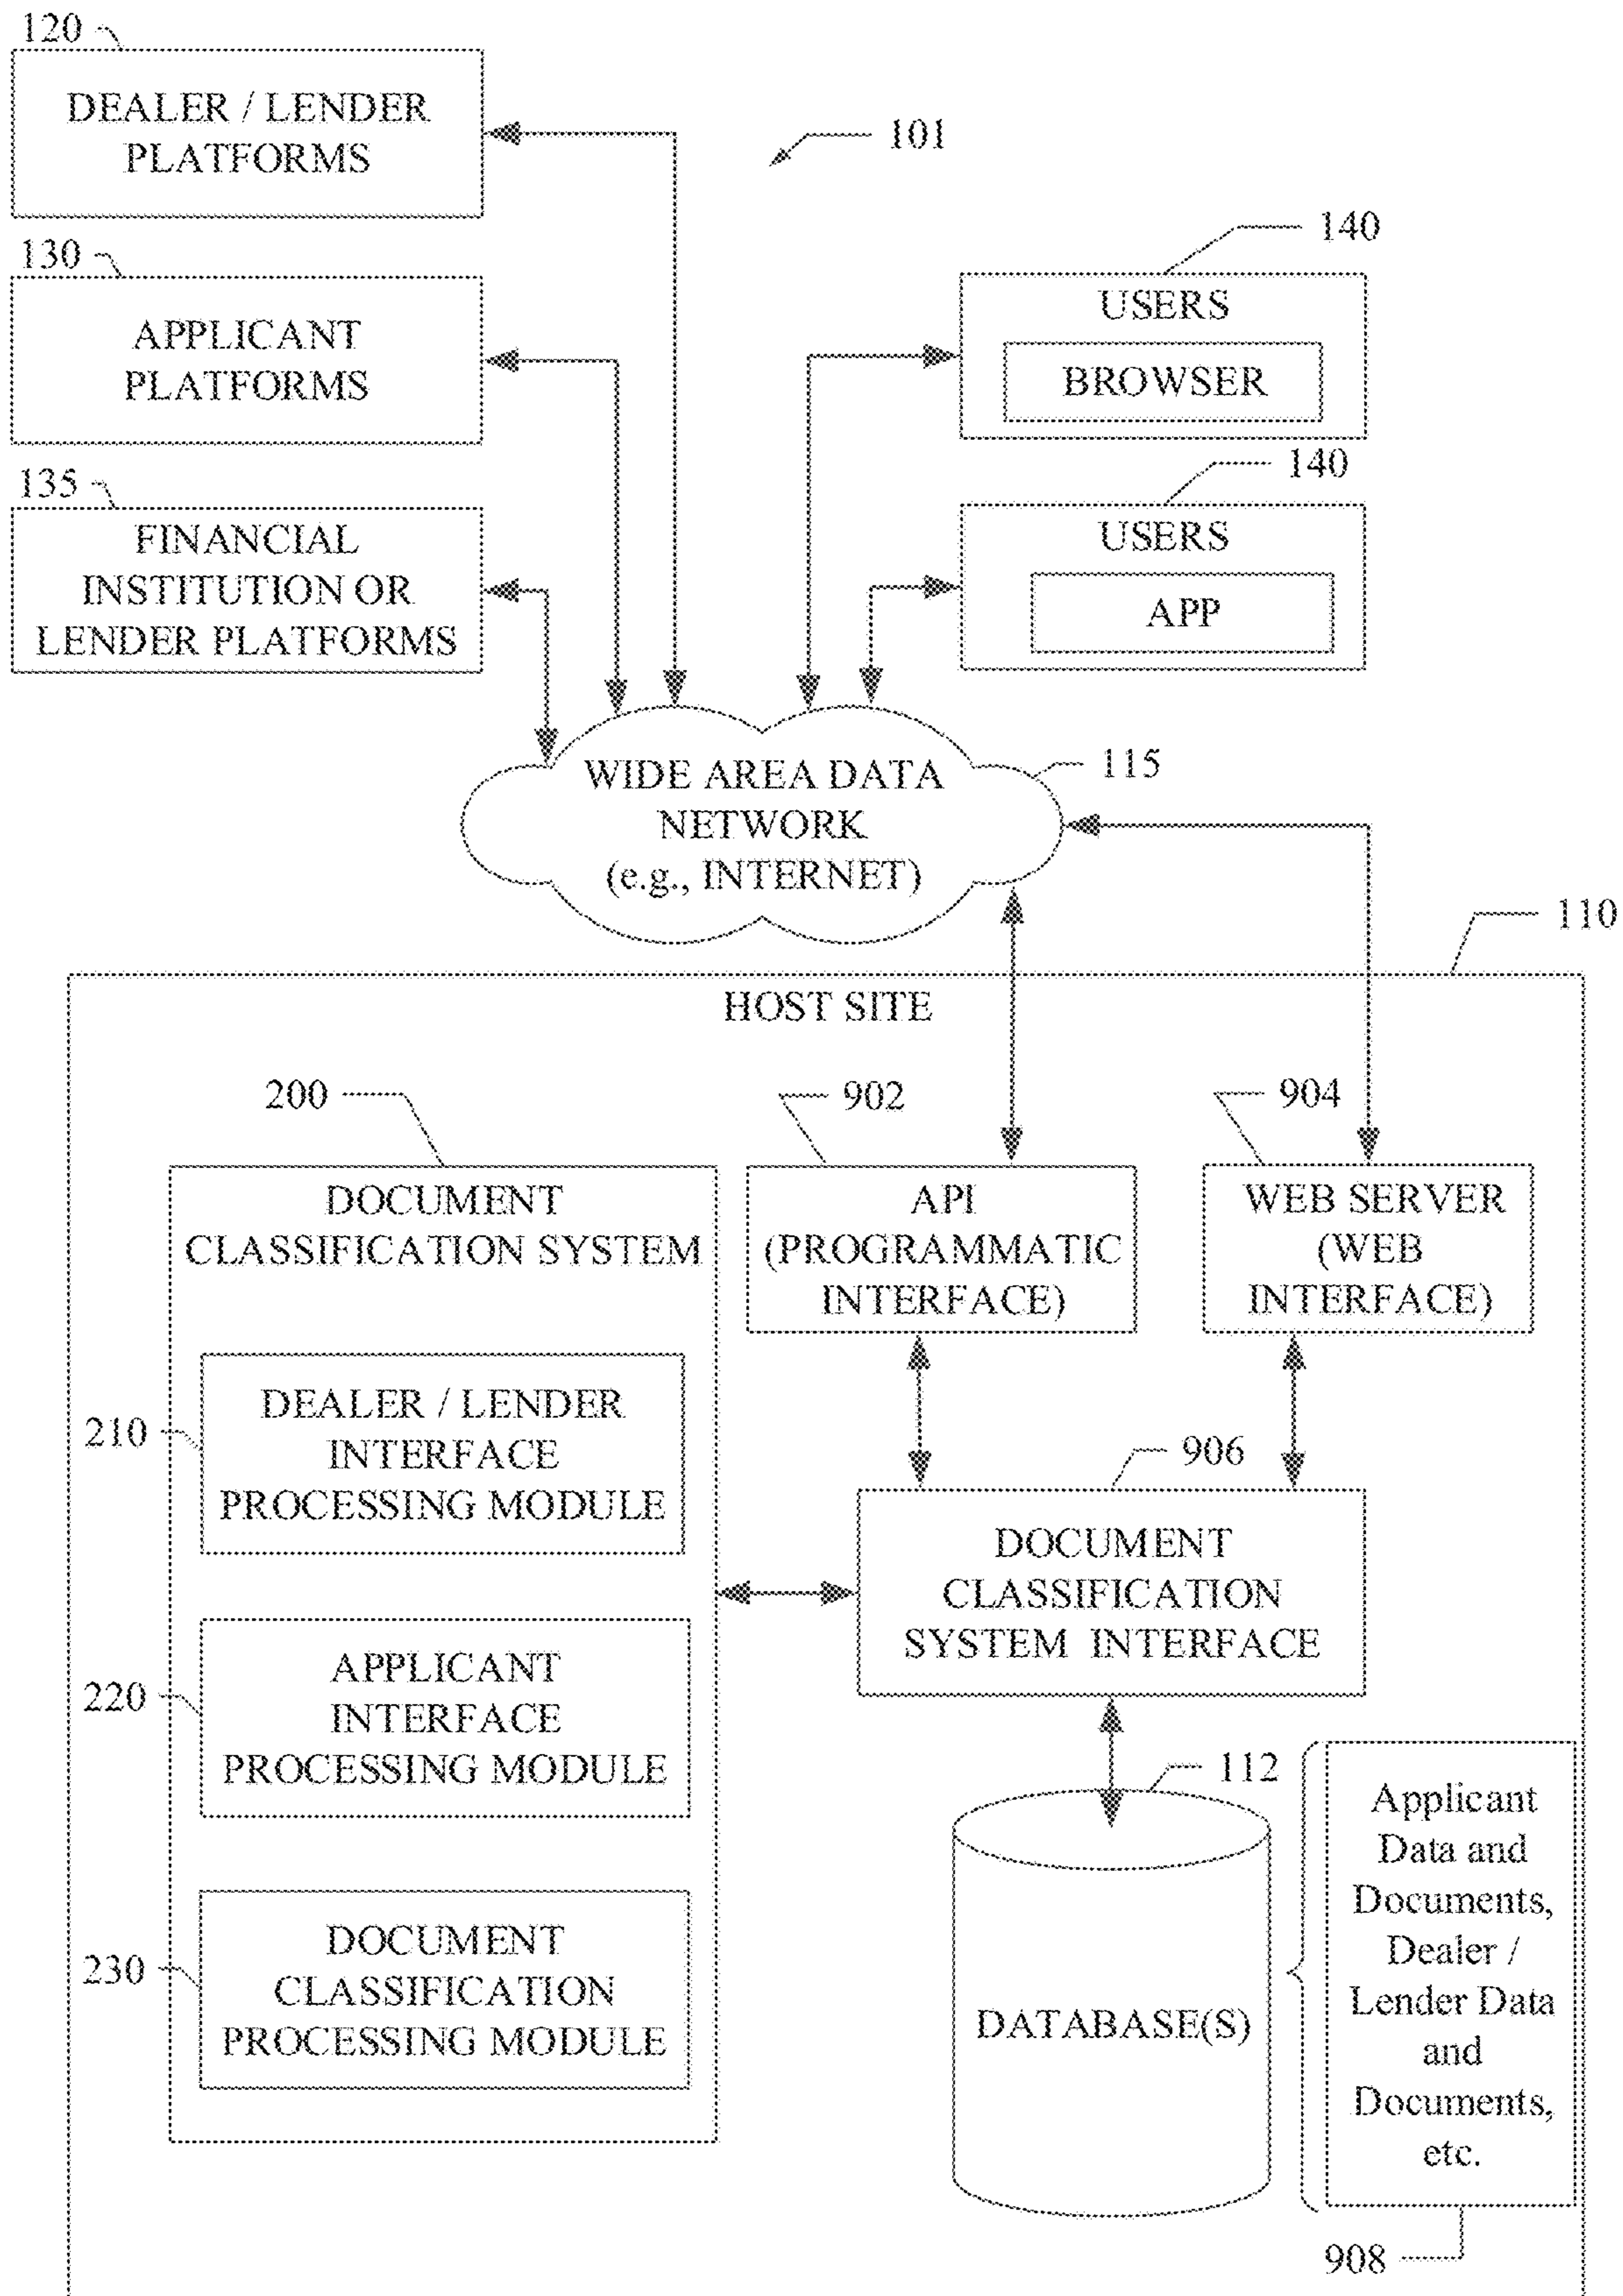 120
DEALER / LENDER
PLATFORMS
101
130
APPLICANT
PLATFORMS
140
USERS
BROWSER
135
FINANCIAL
INSTITUTION OR
LENDER PLATFORMS
140
USERS
APP
WIDE AREA DATA
NETWORK
(e.g., INTERNET)
115
110
HOST SITE
200
DOCUMENT
CLASSIFICATION SYSTEM
902
API
(PROGRAMMATIC
INTERFACE)
904
WEB SERVER
(WEB
INTERFACE)
210
DEALER / LENDER
INTERFACE
PROCESSING MODULE
906
DOCUMENT
CLASSIFICATION
SYSTEM INTERFACE
220
APPLICANT
INTERFACE
PROCESSING MODULE
230
DOCUMENT
CLASSIFICATION
PROCESSING MODULE
112
DATABASE(S)
Applicant
Data and
Documents,
Dealer /
Lender Data
and
Documents,
etc.
908